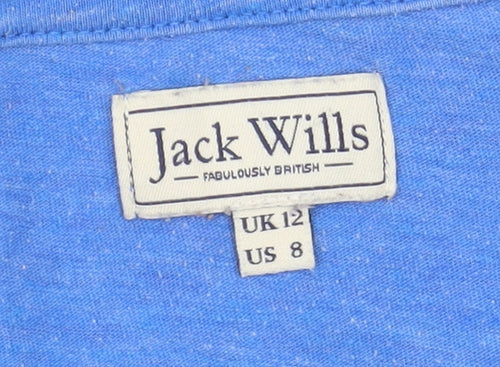 Jack Wills
FABULOUSLY BRITISH
UK 12
US 8